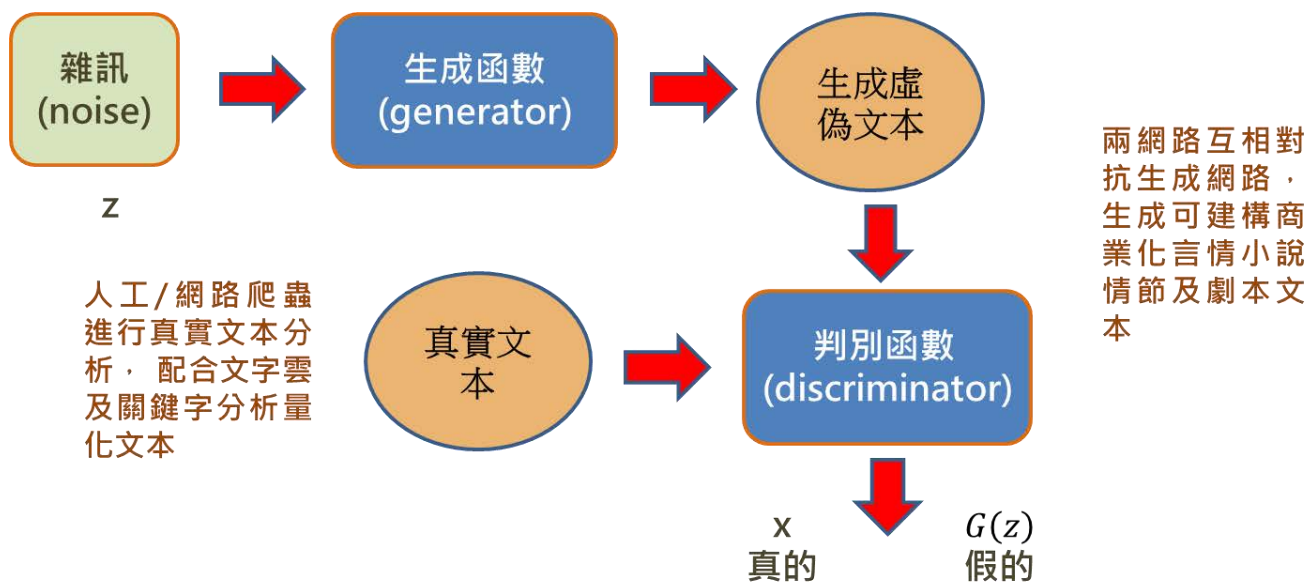 雜訊
(noise)
z
生成函數
(generator)
生成虛
偽文本
兩網路互相對
抗生成網路，
生成可建構商
業化言情小說
情節及劇本文
本
人工/網路爬蟲
進行真實文本分
析， 配合文字雲
及關鍵字分析量
化文本
真實文
本
判別函數
(discriminator)
x
真的
G(z)
假的